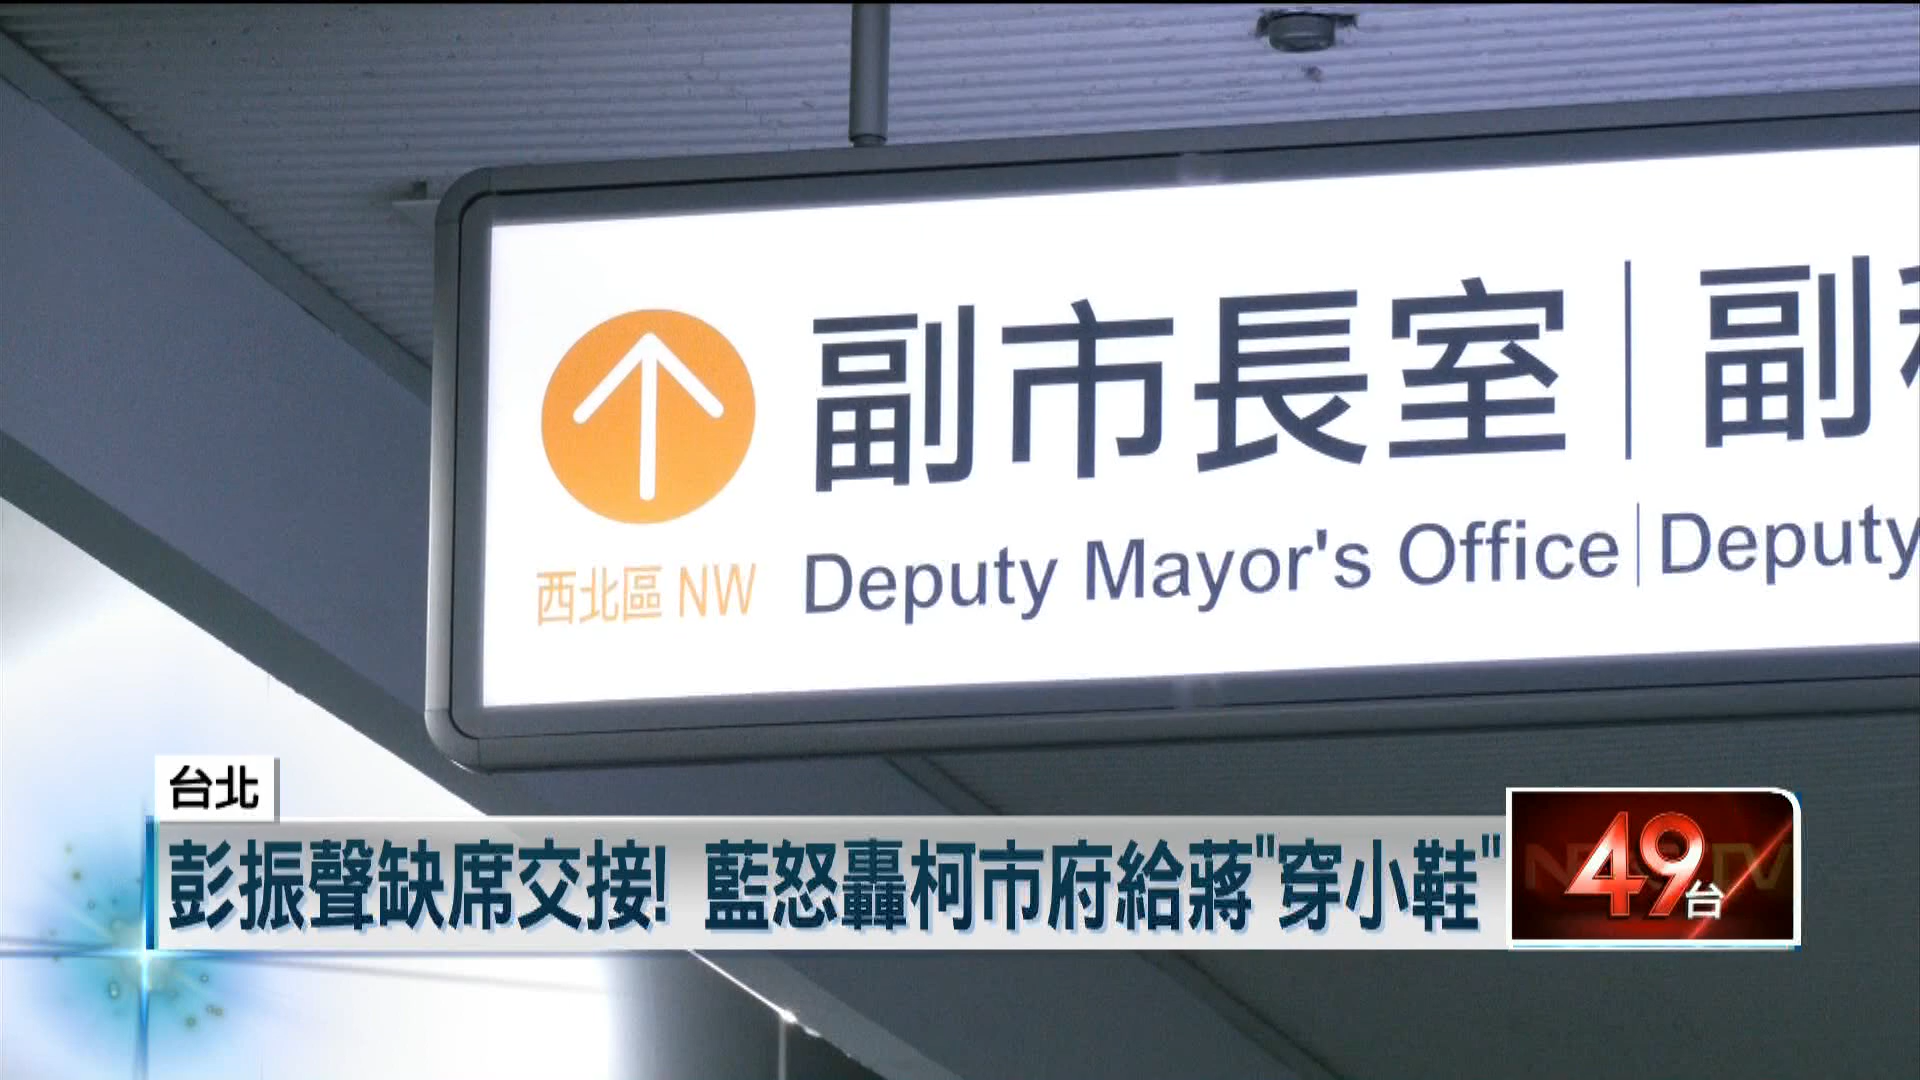 副市長室｜副
Deputy Mayor's Office｜Deputy
西北區 NW
台北
彭振聲缺席交接! 藍怒轟柯市府給蔣"穿小鞋"
49台